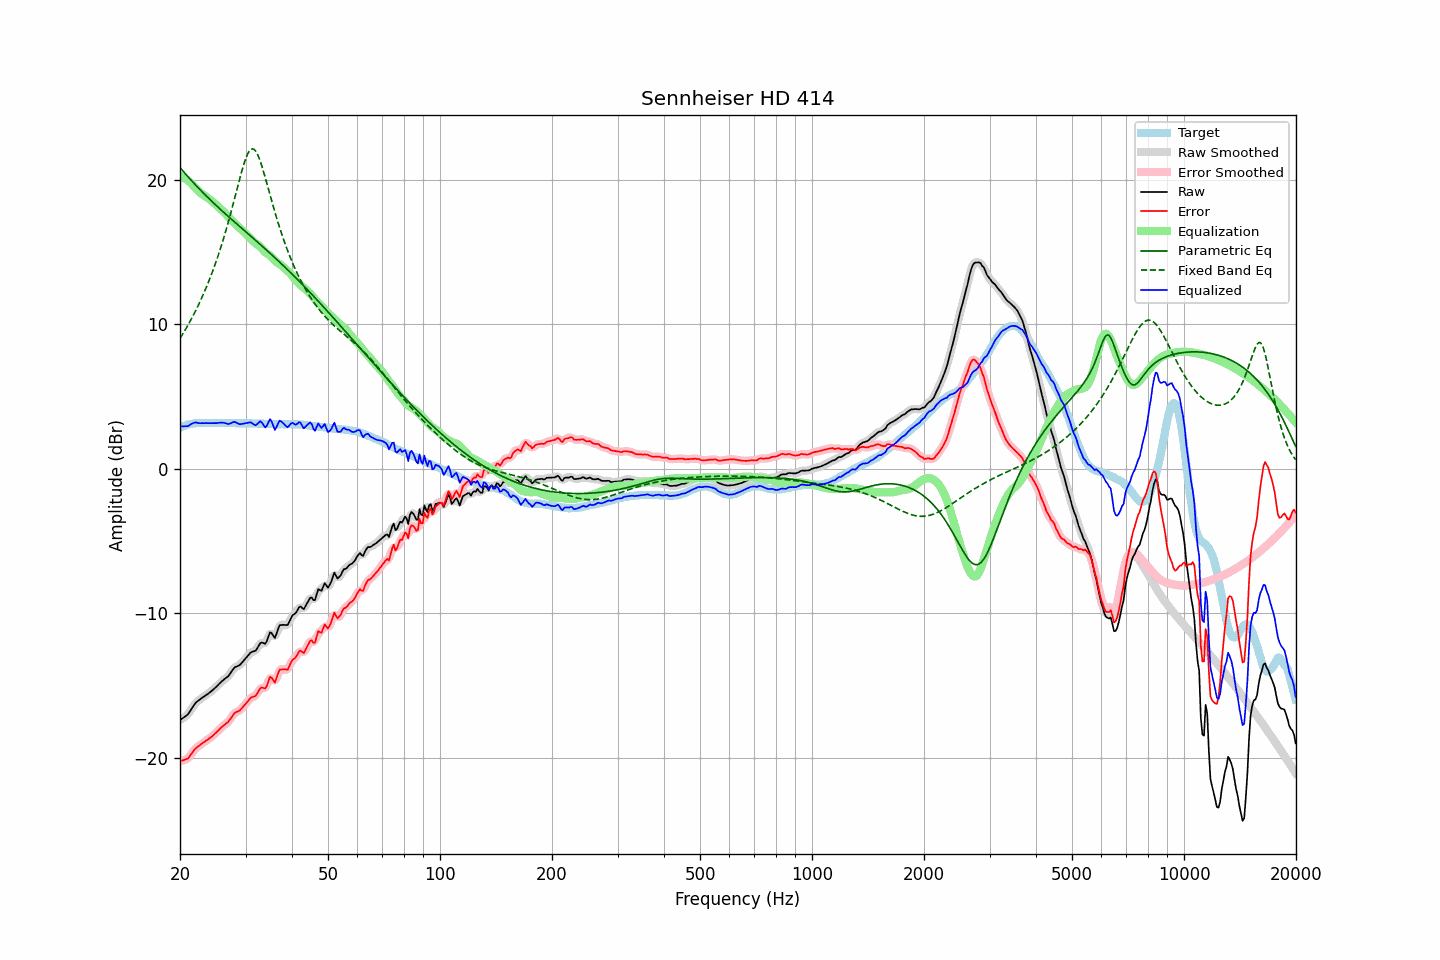 Sennheiser HD 414
Target
Raw Smoothed
Error Smoothed
Raw
Error
Equalization
Parametric Eq
Fixed Band Eq
Equalized
20
10
0
−10
−20
Amplitude (dBr)
20 50 100 200 500 1000 2000 5000 10000 20000
Frequency (Hz)